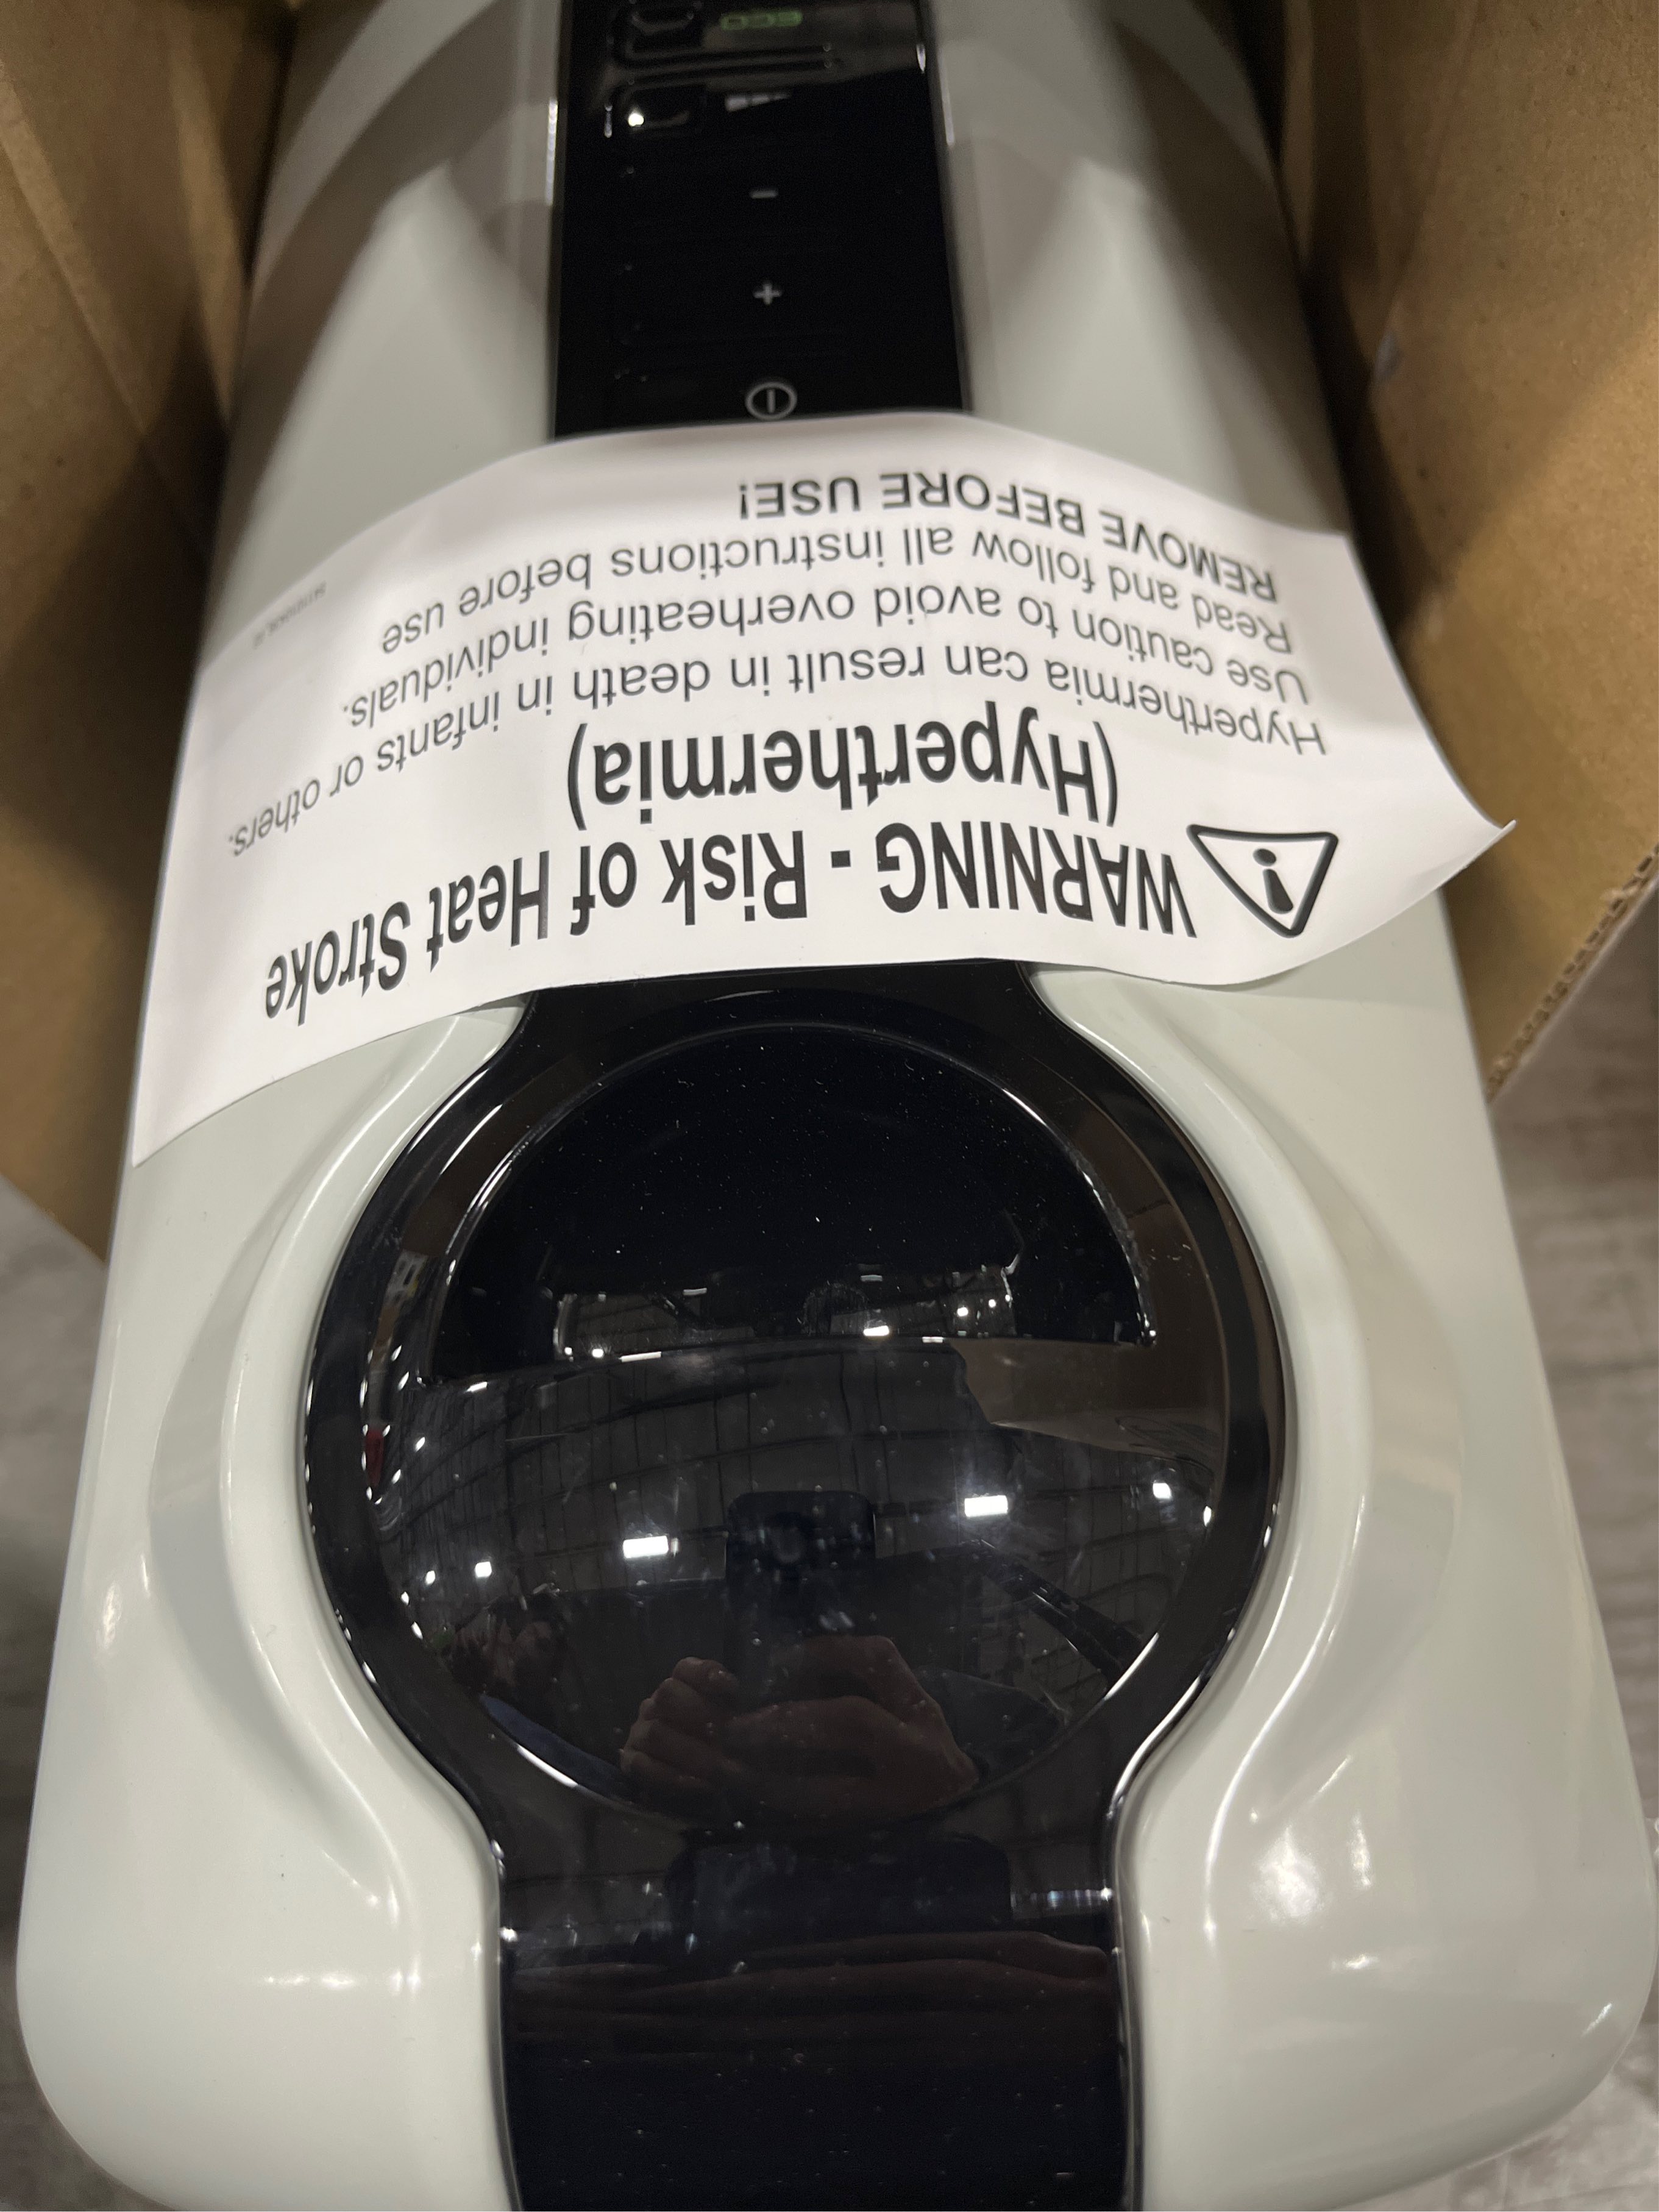 WARNING - Risk of Heat Stroke
(Hyperthermia)
Hyperthermia can result in death in infants or others.
Use caution to avoid overheating individuals.
Read and follow all instructions before use
REMOVE BEFORE USE!
+
-
ECO